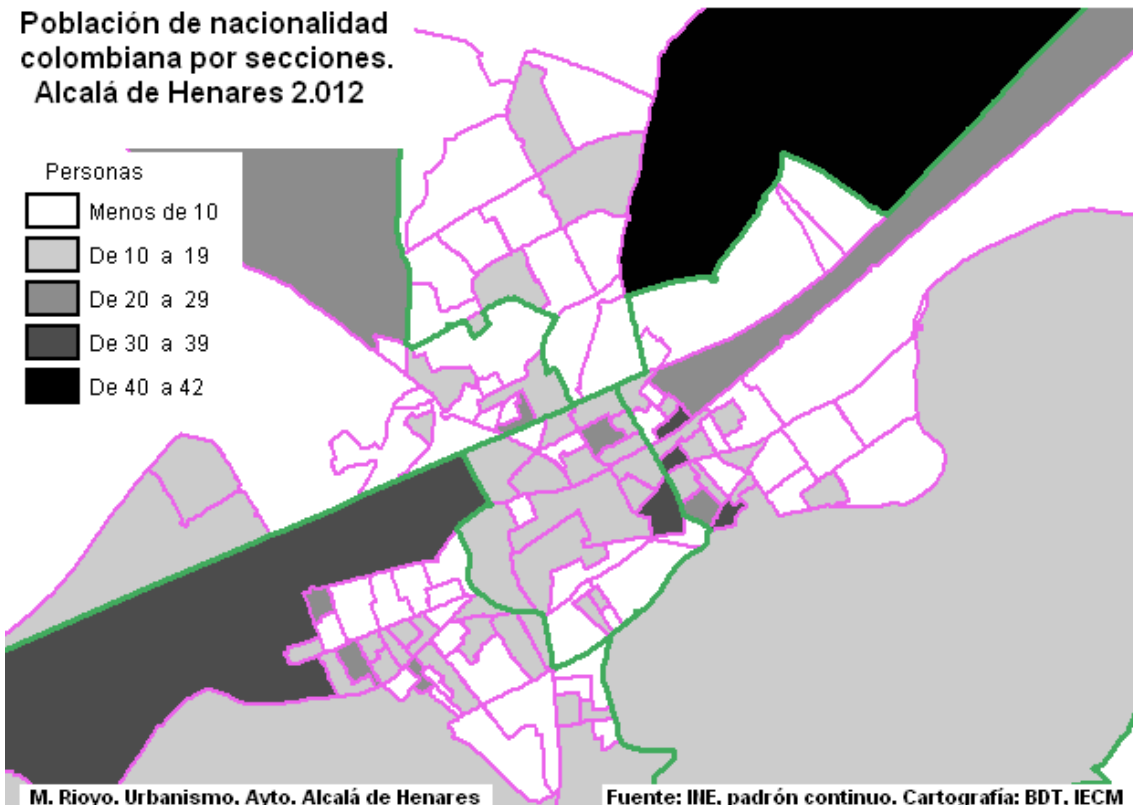 Población de nacionalidad
colombiana por secciones.
Alcalá de Henares 2.012
Personas
Menos de 10
De 10 a 19
De 20 a 29
De 30 a 39
De 40 a 42
M. Rioyo. Urbanismo. Ayto. Alcalá de Henares
Fuente: INE, padrón continuo. Cartografía: BDT. IECM